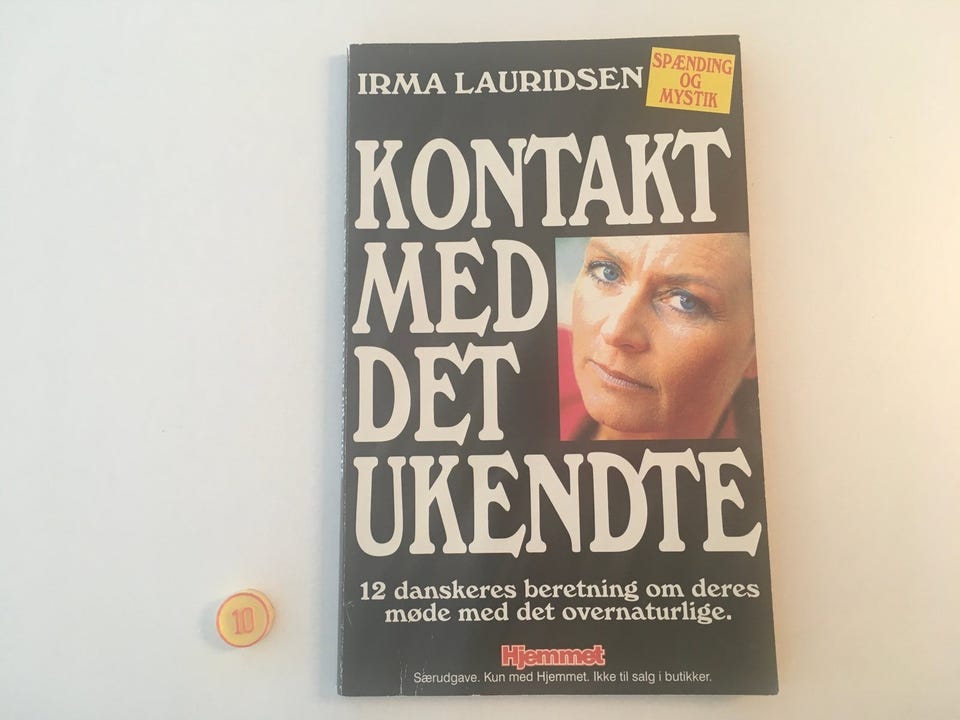 IRMA LAURIDSEN
SPÆNDING
OG
MYSTIK
KONTAKT
MED
DET
UKENDTE
12 danskeres beretning om deres
møde med det overnaturlige.
Hjemmet
Særudgave. Kun med Hjemmet. Ikke til salg i butikker.
10